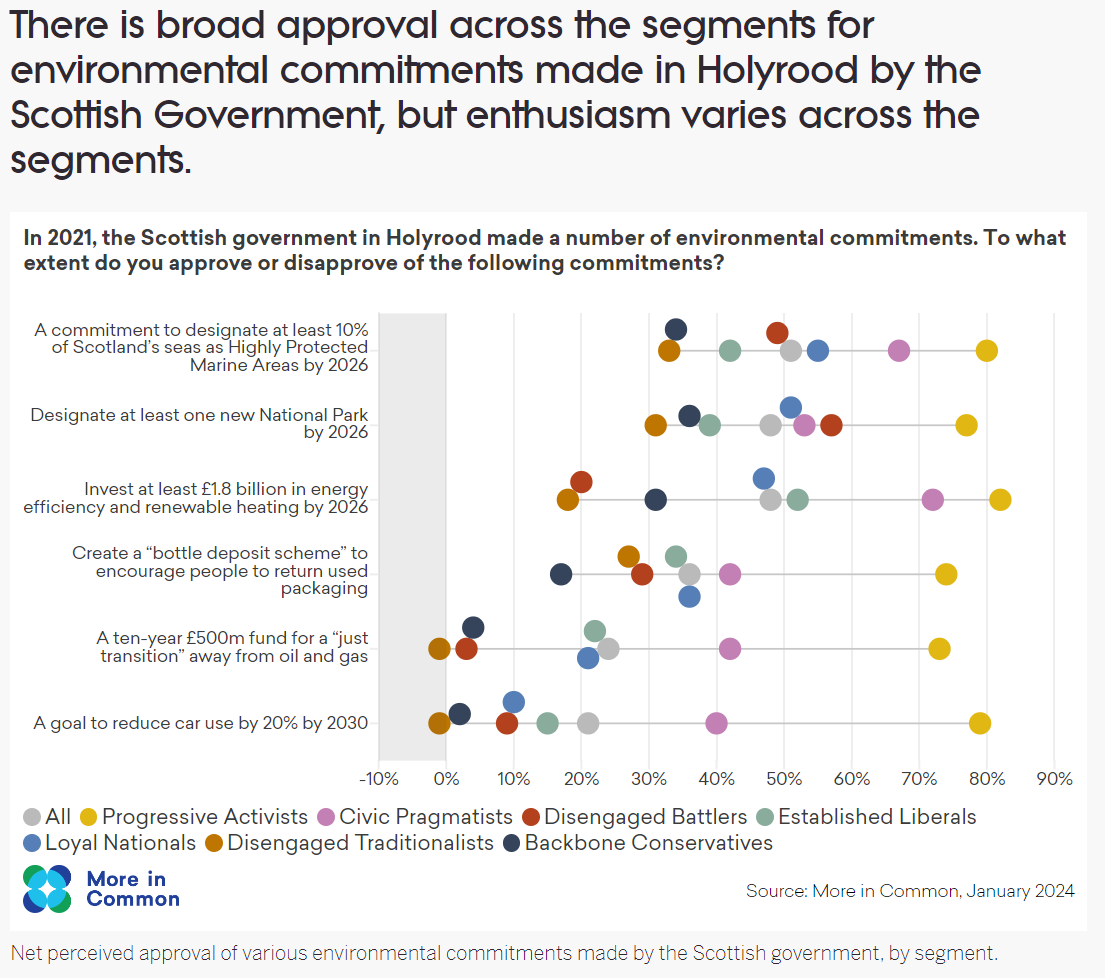 There is broad approval across the segments for
environmental commitments made in Holyrood by the
Scottish Government, but enthusiasm varies across the
segments.
In 2021, the Scottish government in Holyrood made a number of environmental commitments. To what
extent do you approve or disapprove of the following commitments?
A commitment to designate at least 10%
of Scotland's seas as Highly Protected
Marine Areas by 2026
Designate at least one new National Park
by 2026
Invest at least £1.8 billion in energy
efficiency and renewable heating by 2026
Create a “bottle deposit scheme” to
encourage people to return used
packaging
A ten-year £500m fund for a “just
transition” away from oil and gas
A goal to reduce car use by 20% by 2030
-10% 0% 10% 20% 30% 40% 50% 60% 70% 80% 90%
All Progressive Activists Civic Pragmatists Disengaged Battlers Established Liberals
Loyal Nationals Disengaged Traditionalists Backbone Conservatives
More in
Common
Source: More in Common, January 2024
Net perceived approval of various environmental commitments made by the Scottish government, by segment.